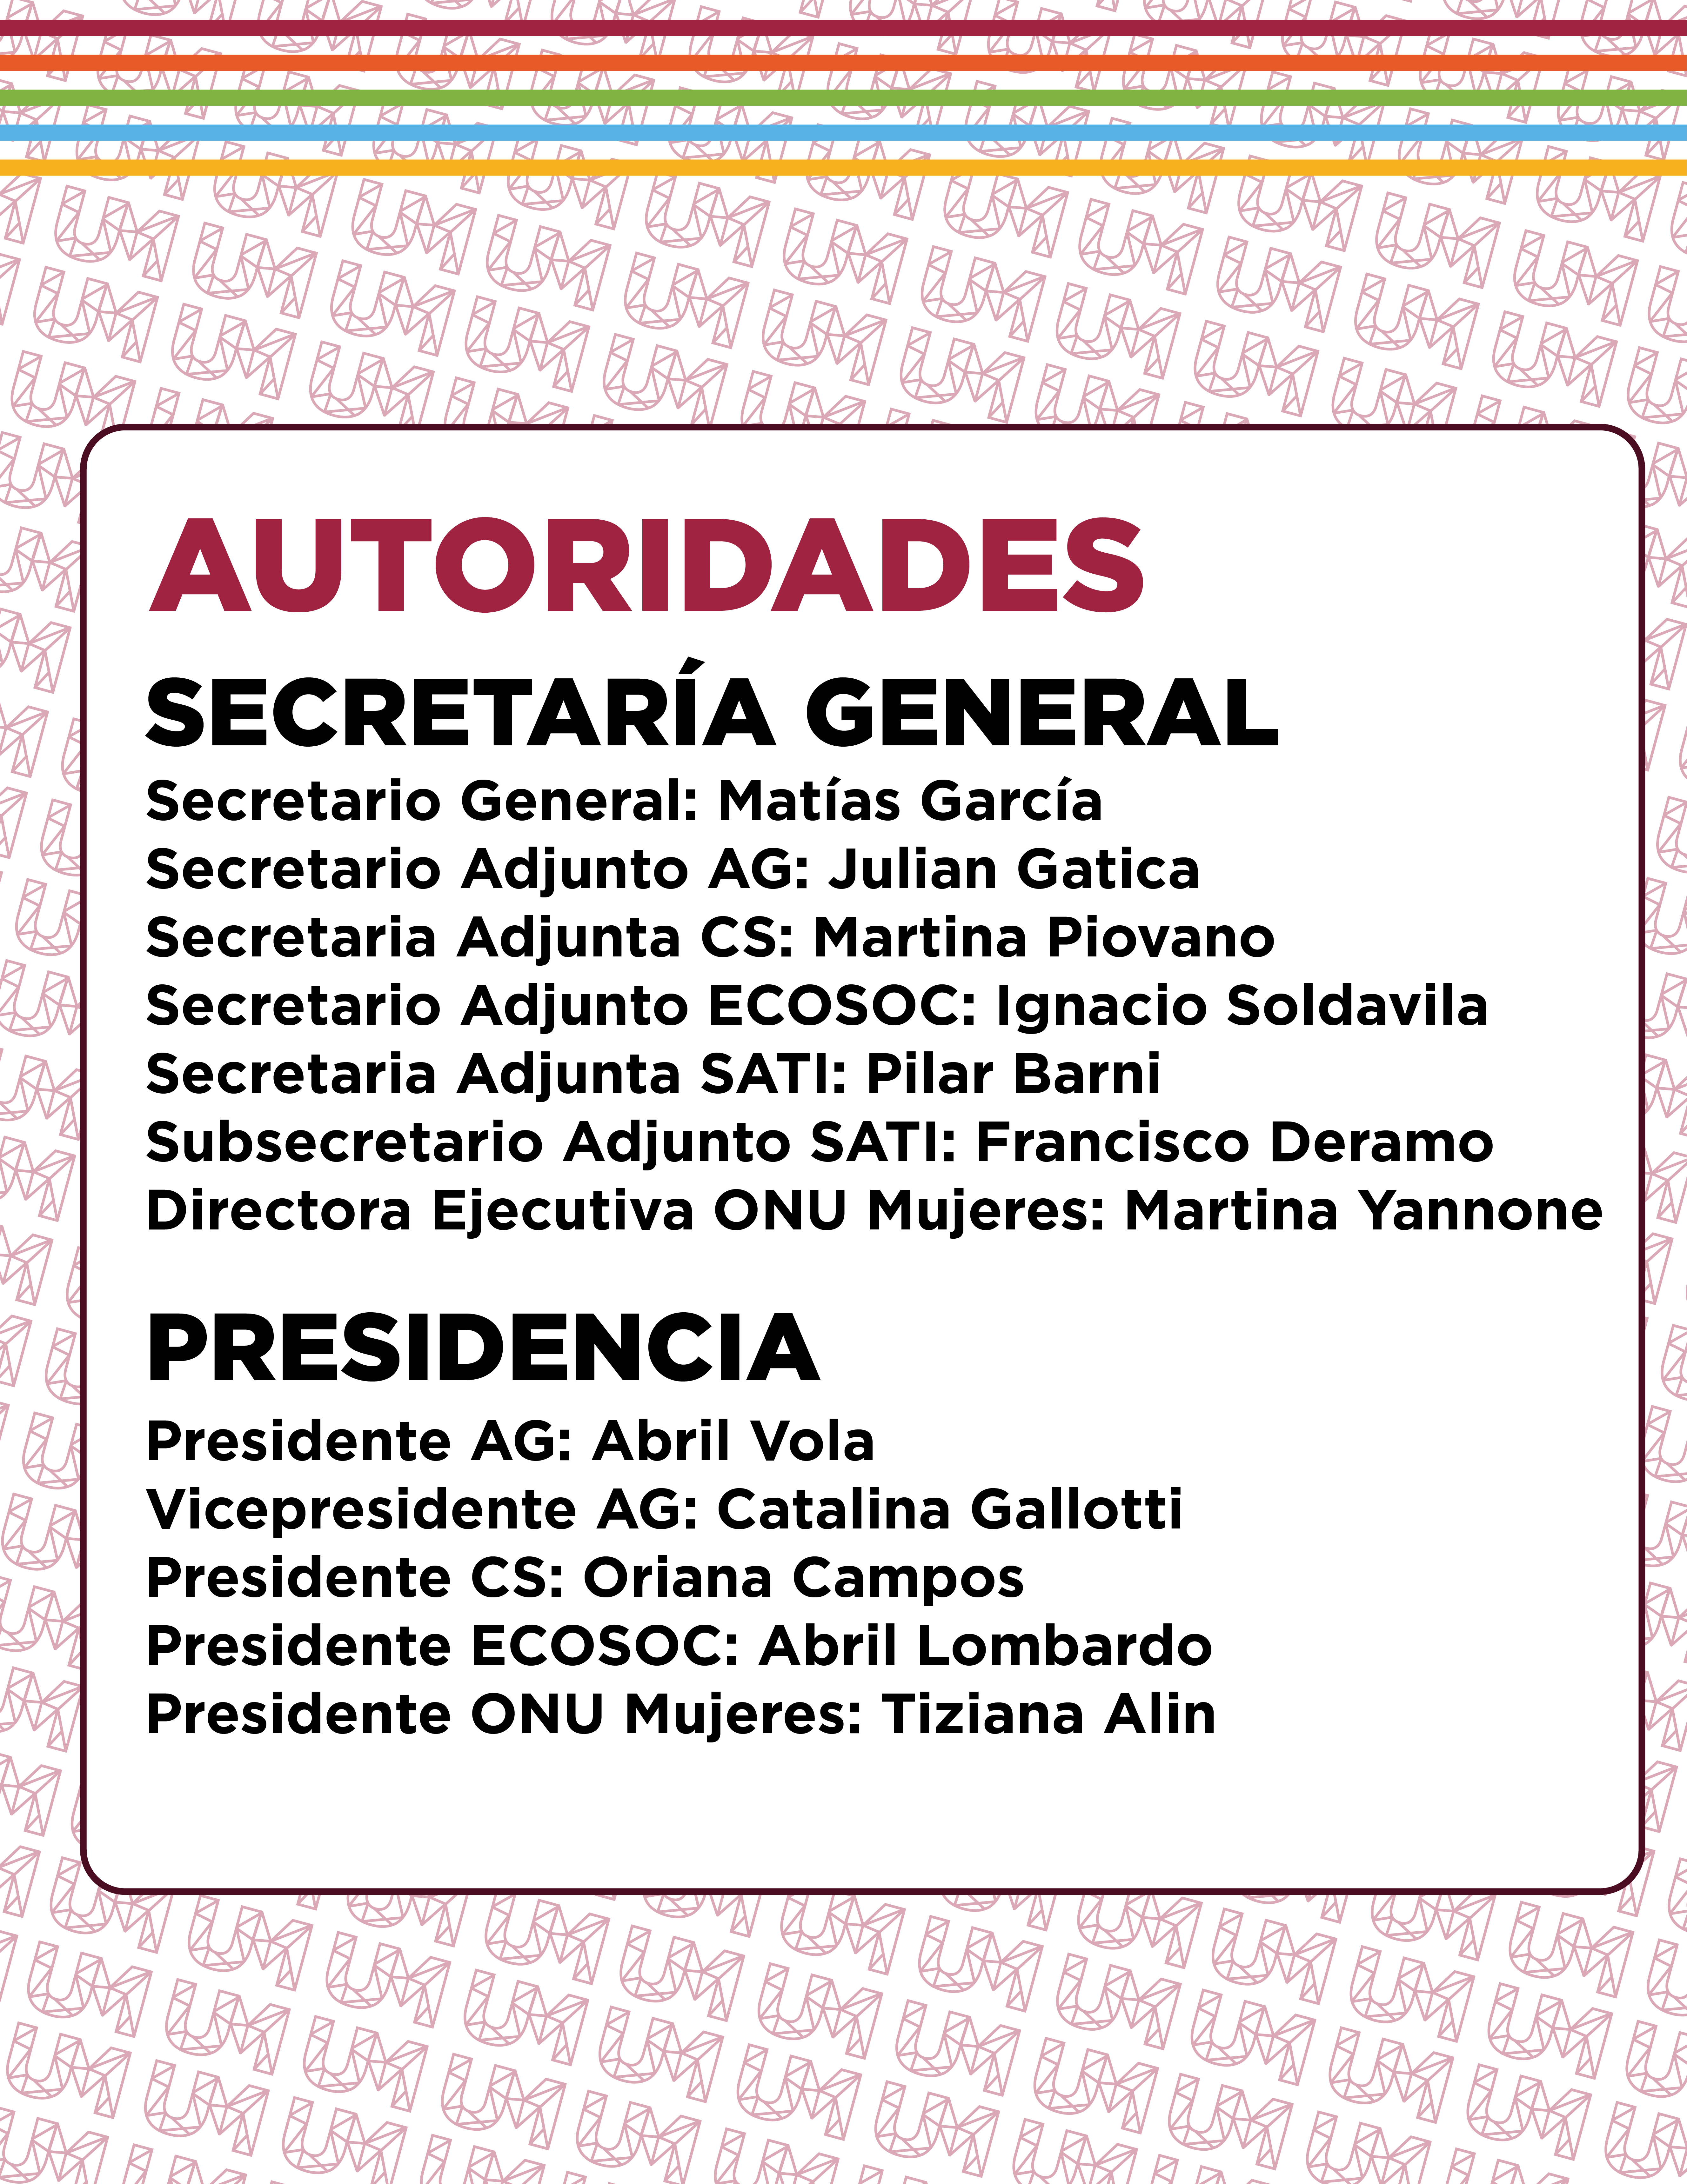 AUTORIDADES
SECRETARÍA GENERAL
Secretario General: Matías García
Secretario Adjunto AG: Julian Gatica
Secretaria Adjunta CS: Martina Piovano
Secretario Adjunto ECOSOC: Ignacio Soldavila
Secretaria Adjunta SATI: Pilar Barni
Subsecretario Adjunto SATI: Francisco Deramo
Directora Ejecutiva ONU Mujeres: Martina Yannone
PRESIDENCIA
Presidente AG: Abril Vola
Vicepresidente AG: Catalina Gallotti
Presidente CS: Oriana Campos
Presidente ECOSOC: Abril Lombardo
Presidente ONU Mujeres: Tiziana Alin